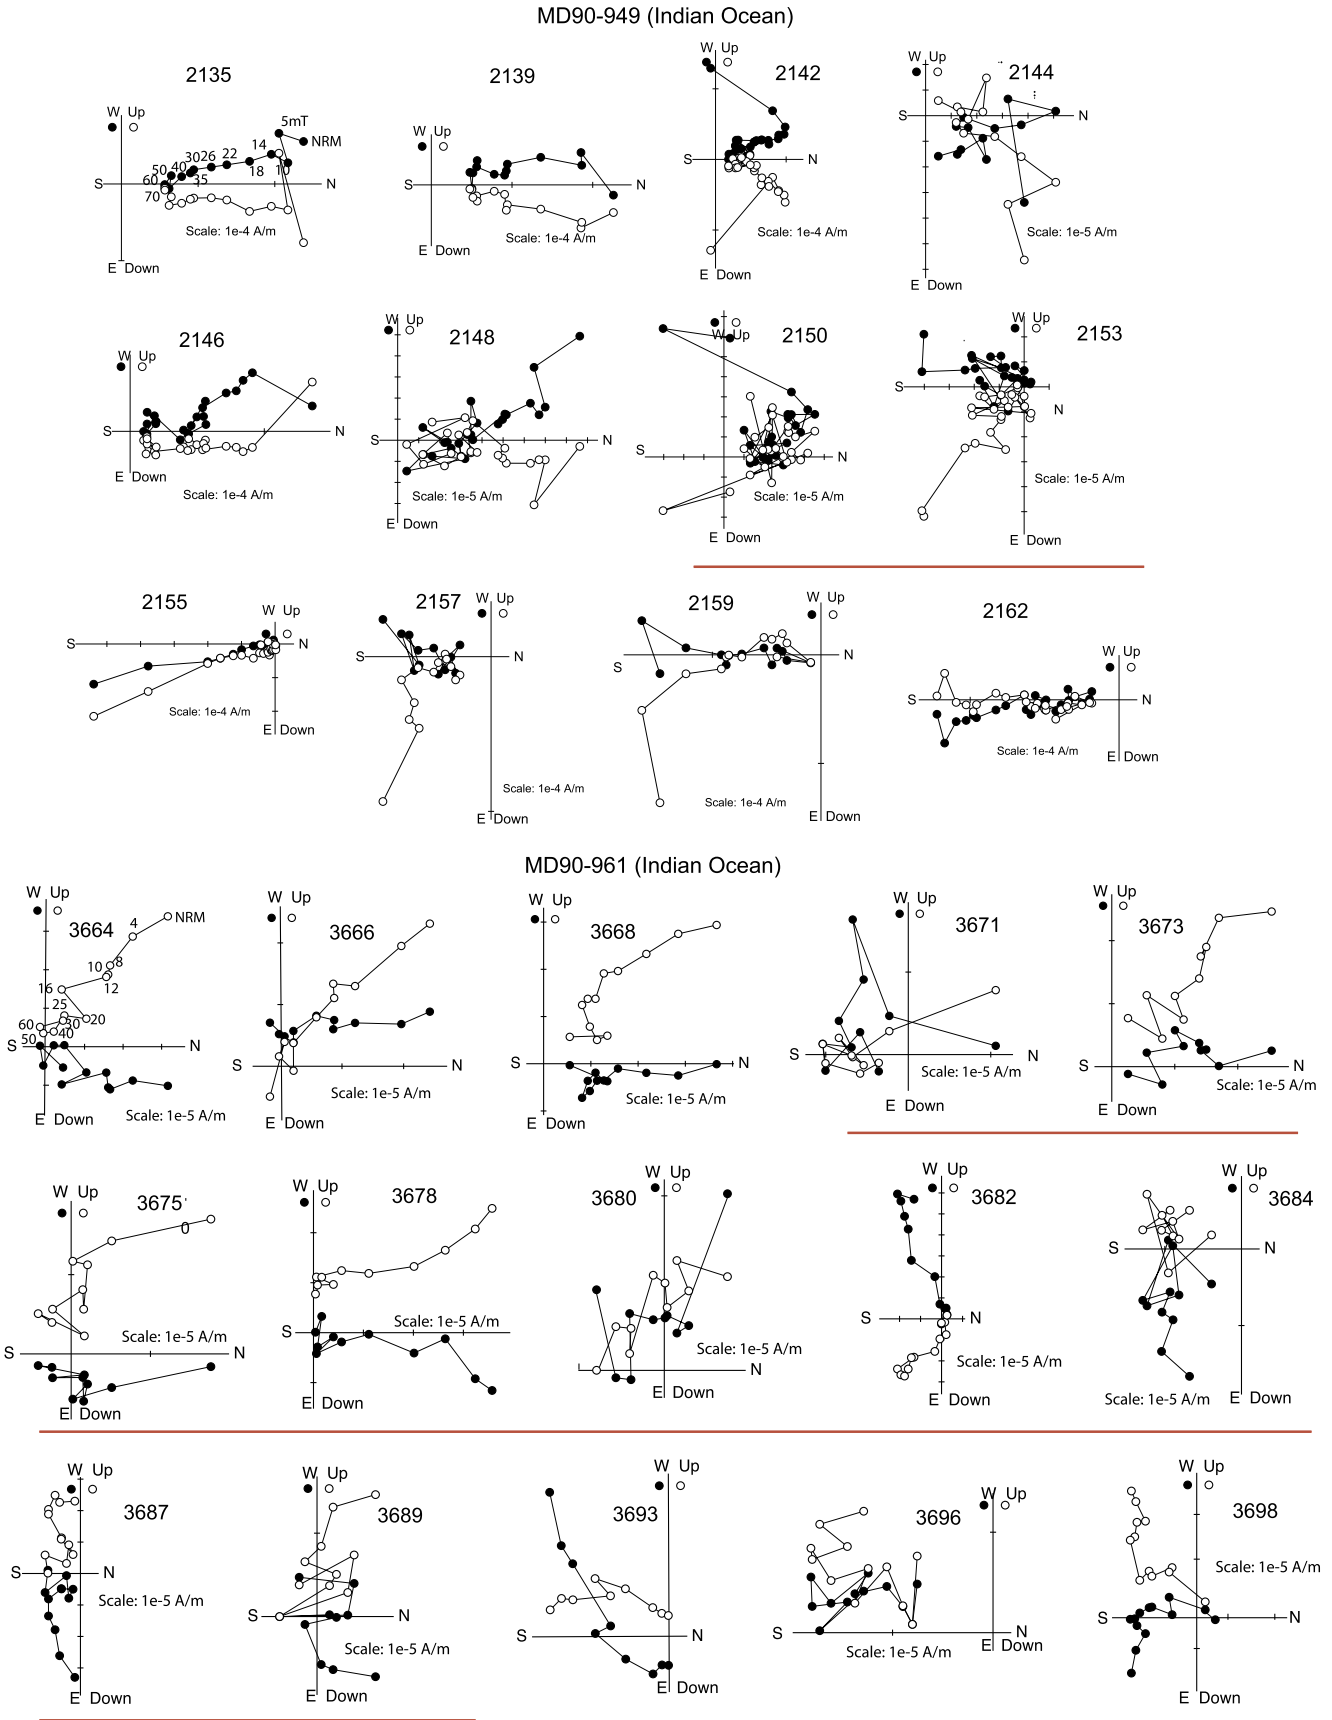 MD90-949 (Indian Ocean)
2135
W Up
5mT
NRM
14
10
18
22
26
30
35
40
50
60
70
S
N
Scale: 1e-4 A/m
E Down
2139
W Up
S
N
Scale: 1e-4 A/m
E Down
2142
W Up
S
N
Scale: 1e-4 A/m
E Down
2144
W Up
S
N
Scale: 1e-5 A/m
E Down
2146
W Up
S
N
E Down
Scale: 1e-4 A/m
2148
W Up
S
N
Scale: 1e-5 A/m
E Down
2150
W Up
S
N
Scale: 1e-5 A/m
E Down
2153
W Up
S
N
Scale: 1e-5 A/m
E Down
2155
W Up
S
N
Scale: 1e-4 A/m
E Down
2157
W Up
S
N
Scale: 1e-4 A/m
E Down
2159
W Up
S
N
Scale: 1e-4 A/m
E Down
2162
W Up
S
N
Scale: 1e-4 A/m
E Down
MD90-961 (Indian Ocean)
W Up
3664
NRM
4
8
10
12
16
20
25
30
40
50
60
S
N
Scale: 1e-5 A/m
E Down
W Up
3666
S
N
Scale: 1e-5 A/m
E Down
W Up
3668
S
N
Scale: 1e-5 A/m
E Down
W Up
3671
S
N
Scale: 1e-5 A/m
E Down
W Up
3673
S
N
Scale: 1e-5 A/m
E Down
W Up
3675
0
Scale: 1e-5 A/m
S
N
E Down
W Up
3678
Scale: 1e-5 A/m
S
N
E Down
W Up
3680
Scale: 1e-5 A/m
N
E Down
W Up
3682
S
N
Scale: 1e-5 A/m
E Down
W Up
3684
S
N
Scale: 1e-5 A/m
E Down
W Up
3687
S
N
Scale: 1e-5 A/m
E Down
W Up
3689
S
N
Scale: 1e-5 A/m
E Down
W Up
3693
S
N
E Down
W Up
3696
S
N
Scale: 1e-5 A/m
E Down
W Up
3698
Scale: 1e-5 A/m
S
N
E Down